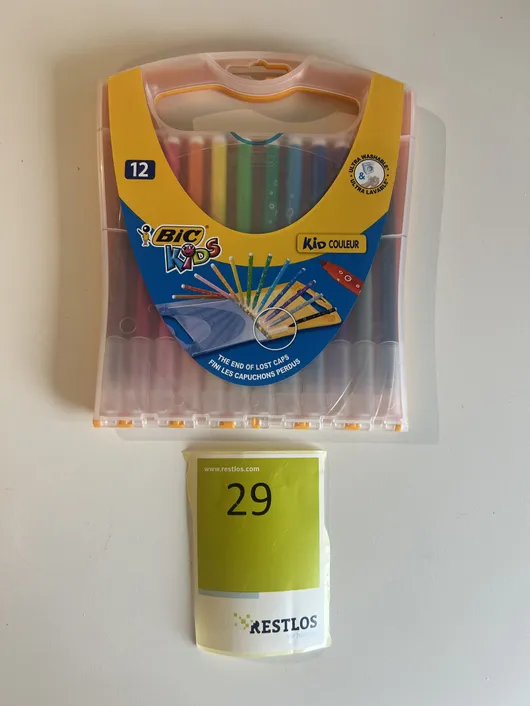 12
ULTRA WASHABLE*
&
ULTRA LAVABLE*
BIC
KIDS
KID COULEUR
THE END OF LOST CAPS
FINI LES CAPUCHONS PERDUS
www.restlos.com
29
RESTLOS